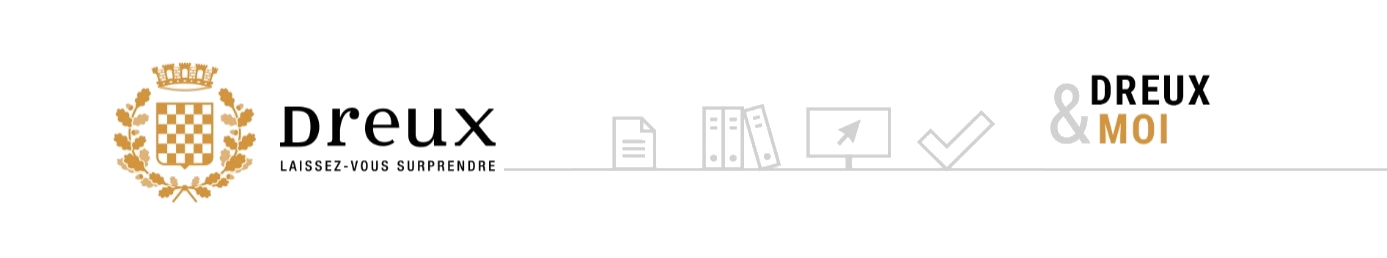 Dreux
LAISSEZ-VOUS SURPRENDRE
& DREUX
MOI